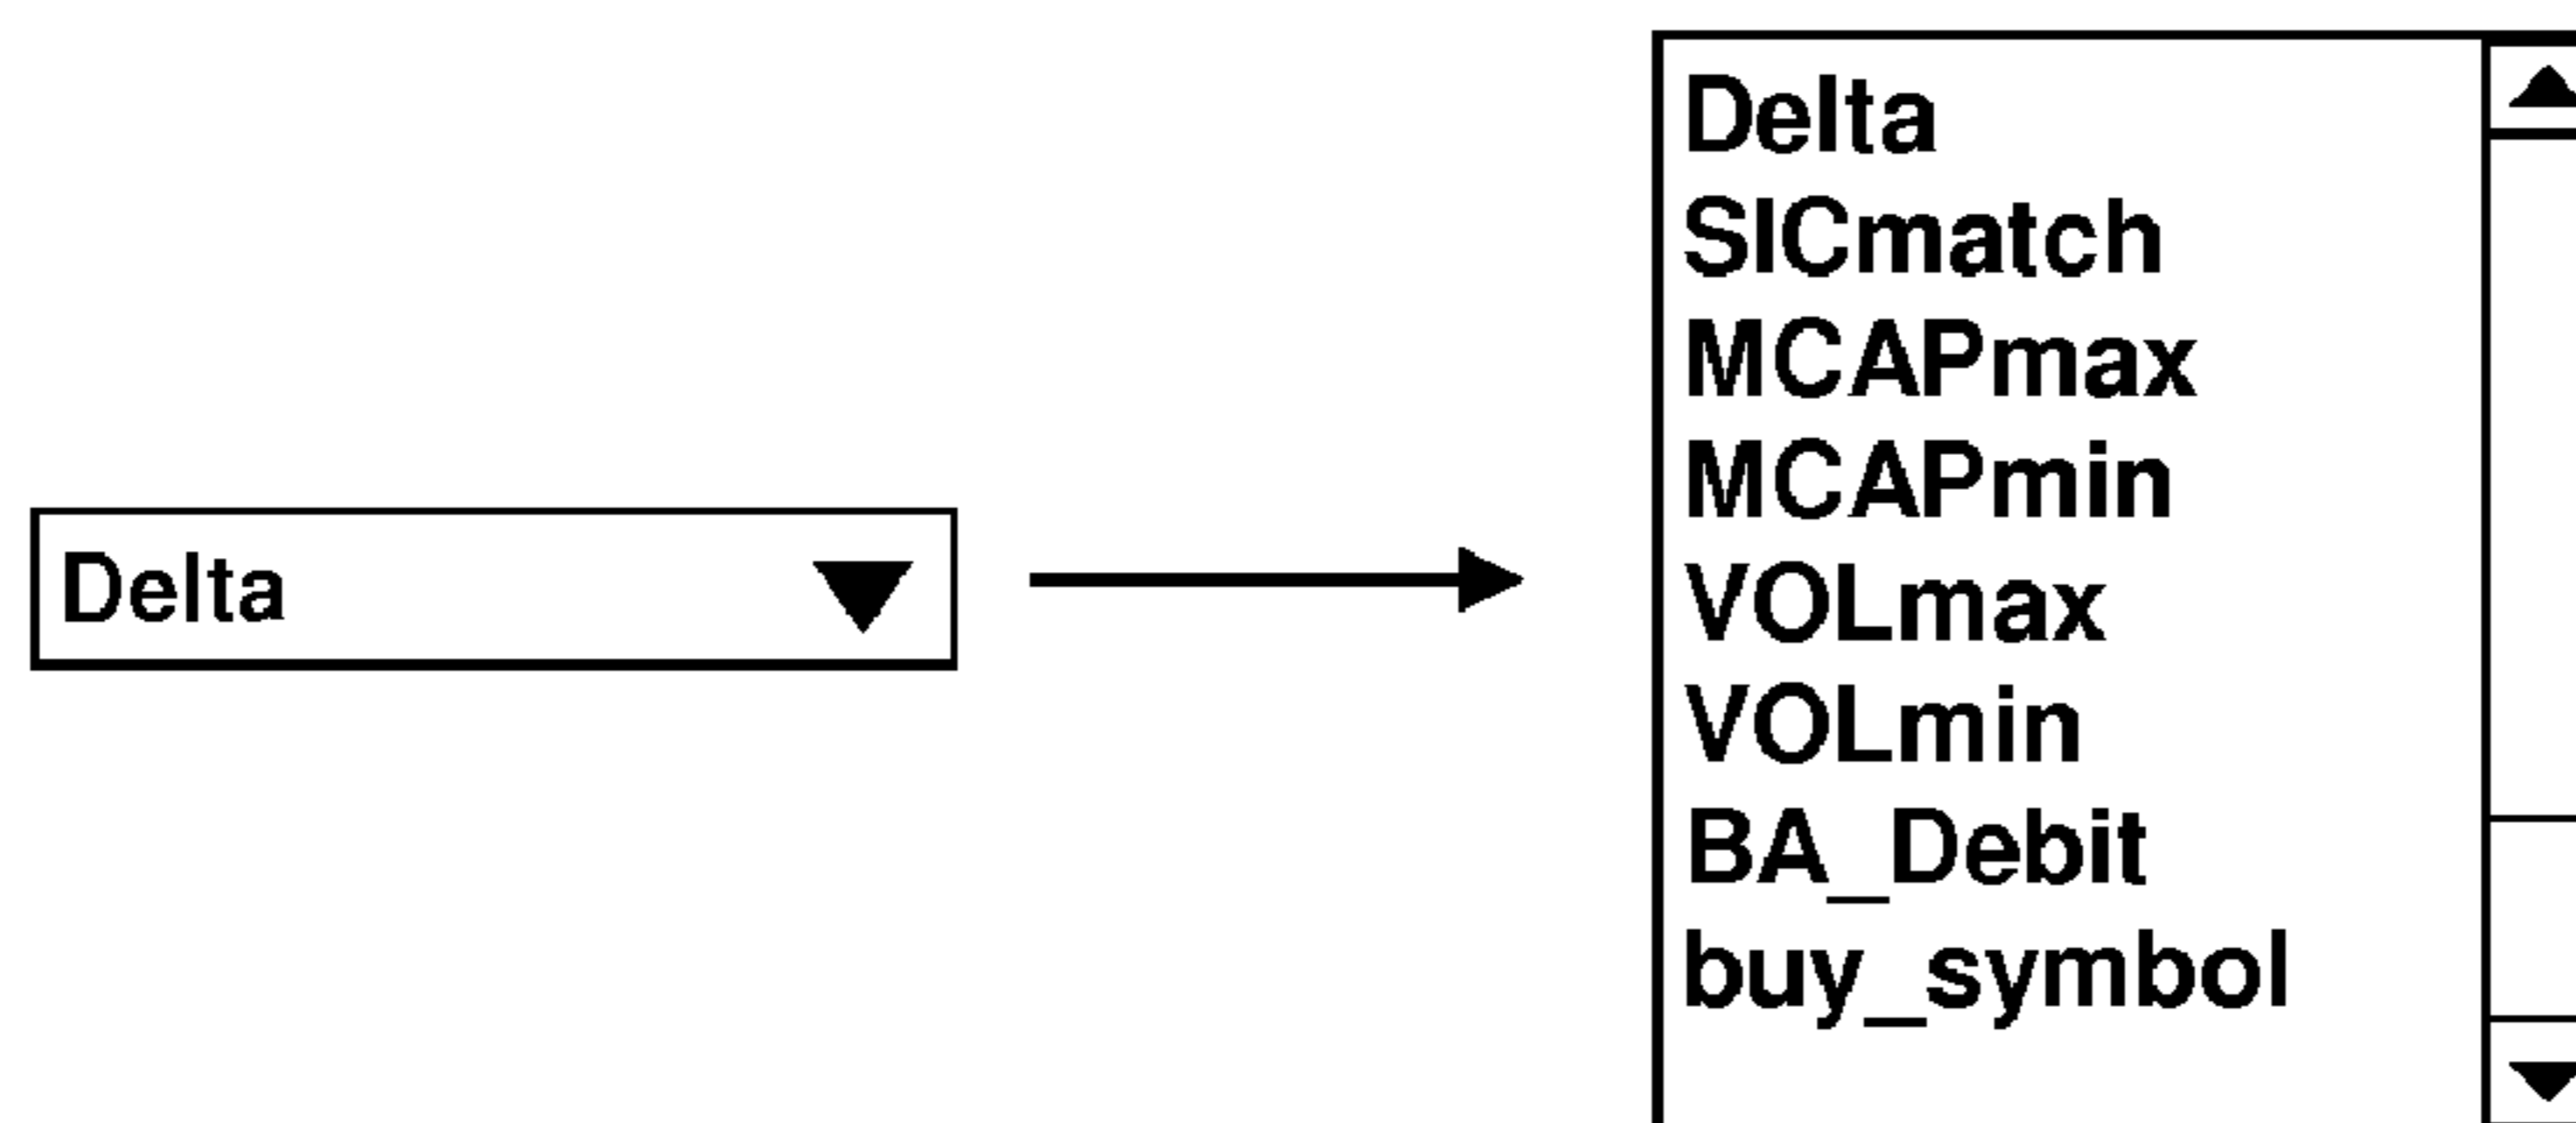 Delta
Delta
SICmatch
MCAPmax
MCAPmin
VOLmax
VOLmin
BA_Debit
buy_symbol